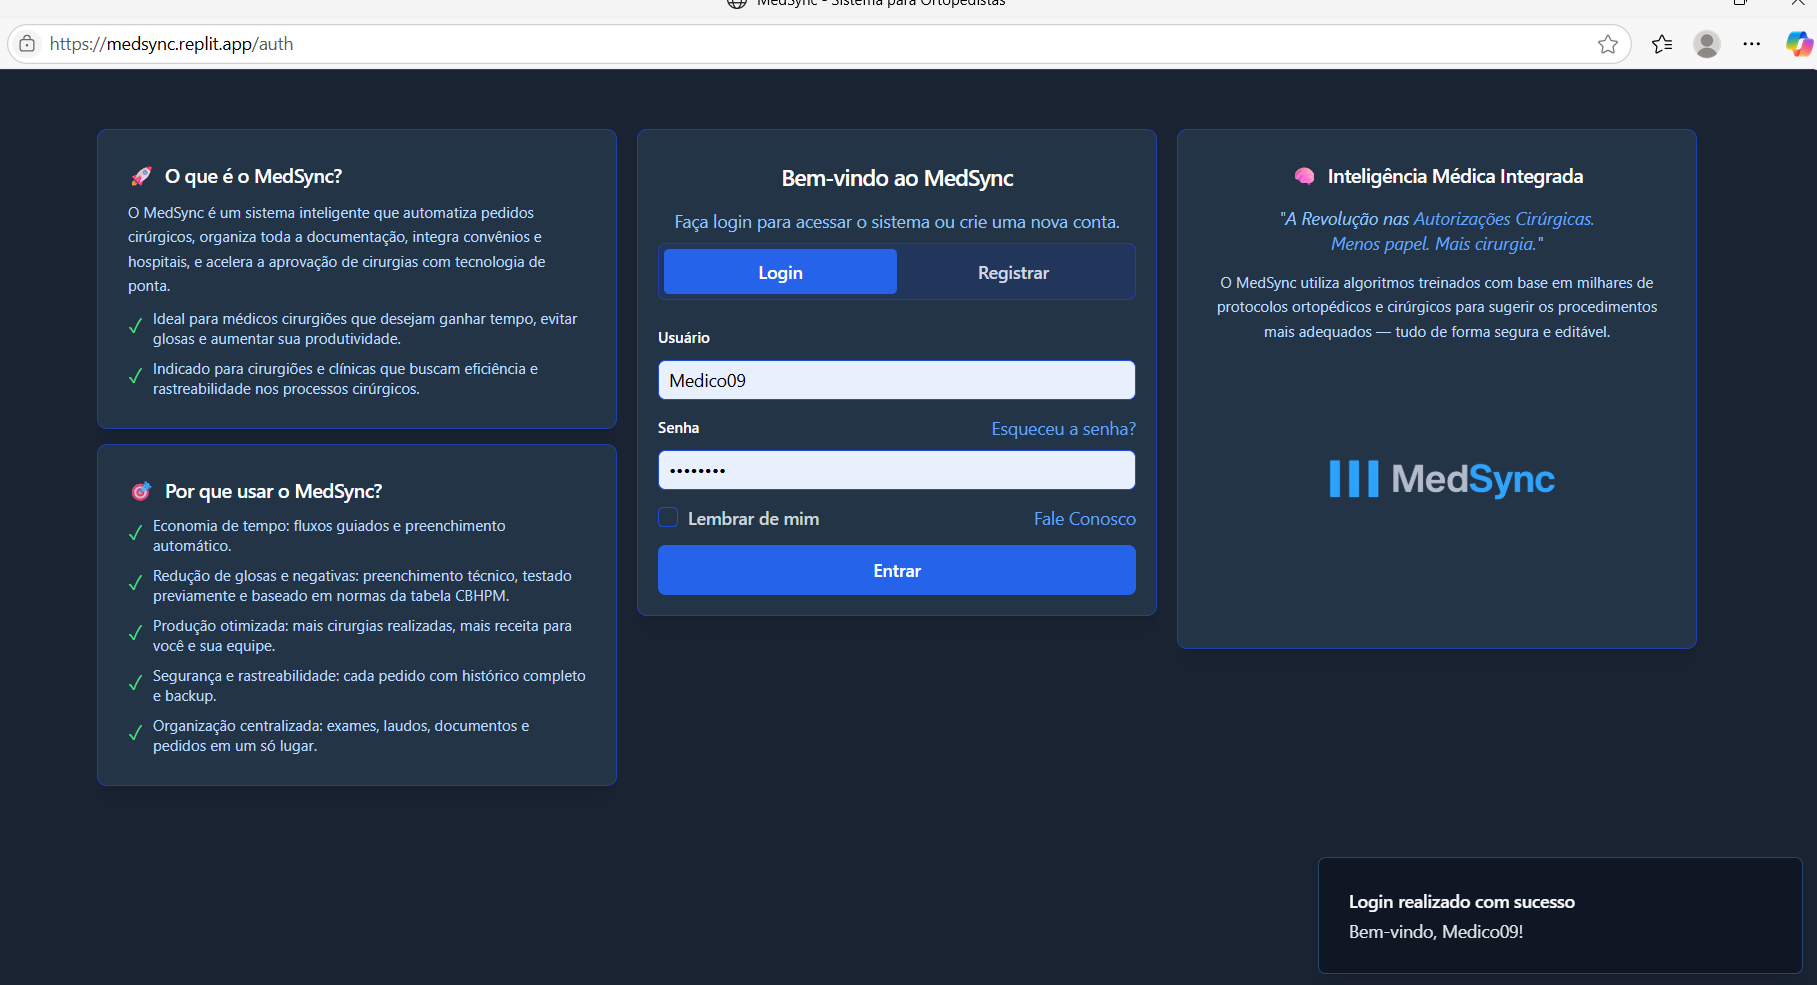 MedSync - Sistema para Ortopedistas
https://medsync.replit.app/auth
O que é o MedSync?
O MedSync é um sistema inteligente que automatiza pedidos
cirúrgicos, organiza toda a documentação, integra convênios e
hospitais, e acelera a aprovação de cirurgias com tecnologia de
ponta.
Ideal para médicos cirurgiões que desejam ganhar tempo, evitar
glosas e aumentar sua produtividade.
Indicado para cirurgiões e clínicas que buscam eficiência e
rastreabilidade nos processos cirúrgicos.
Por que usar o MedSync?
Economia de tempo: fluxos guiados e preenchimento
automático.
Redução de glosas e negativas: preenchimento técnico, testado
previamente e baseado em normas da tabela CBHPM.
Produção otimizada: mais cirurgias realizadas, mais receita para
você e sua equipe.
Segurança e rastreabilidade: cada pedido com histórico completo
e backup.
Organização centralizada: exames, laudos, documentos e
pedidos em um só lugar.
Bem-vindo ao MedSync
Faça login para acessar o sistema ou crie uma nova conta.
Login
Registrar
Usuário
Medico09
Senha
Esqueceu a senha?
••••••••
Lembrar de mim
Fale Conosco
Entrar
Inteligência Médica Integrada
"A Revolução nas Autorizações Cirúrgicas.
Menos papel. Mais cirurgia."
O MedSync utiliza algoritmos treinados com base em milhares de
protocolos ortopédicos e cirúrgicos para sugerir os procedimentos
mais adequados — tudo de forma segura e editável.
MedSync
Login realizado com sucesso
Bem-vindo, Medico09!